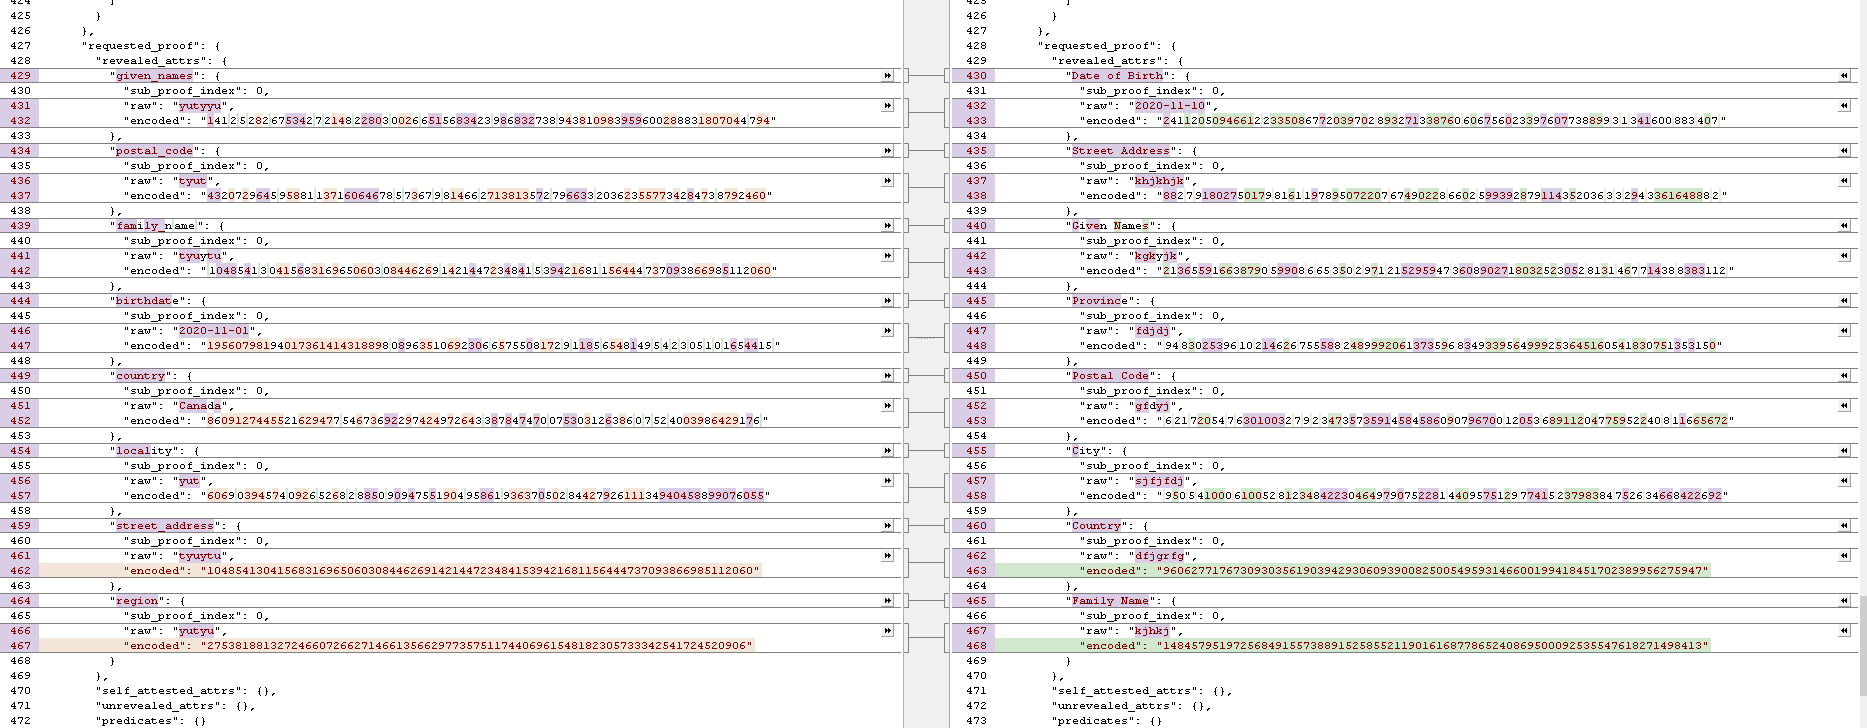 424 ]
425 }
426 },
427 "requested_proof": {
428 "revealed_attrs": {
429 "given_names": {
430 "sub_proof_index": 0,
431 "raw": "yutyyu",
432 "encoded": "14125282675342721482280300266515683423986832738943810983959600288831807044794"
433 },
434 "postal_code": {
435 "sub_proof_index": 0,
436 "raw": "tyut",
437 "encoded": "43207296459588113716064678573679814662713813572796633203623557734284738792460"
438 },
439 "family_name": {
440 "sub_proof_index": 0,
441 "raw": "tyuytu",
442 "encoded": "104854130415683169650603084462691421447234841539421681156444737093866985112060"
443 },
444 "birthdate": {
445 "sub_proof_index": 0,
446 "raw": "2020-11-01",
447 "encoded": "19560798194017361414318898089635106923066575508172911856548149542305101654415"
448 },
449 "country": {
450 "sub_proof_index": 0,
451 "raw": "Canada",
452 "encoded": "86091274455216294775467369229742497264338784747007530312638607524003986429176"
453 },
454 "locality": {
455 "sub_proof_index": 0,
456 "raw": "yut",
457 "encoded": "60690394574092652682885090947551904958619363705028442792611134940458899076055"
458 },
459 "street_address": {
460 "sub_proof_index": 0,
461 "raw": "tyuytu",
462 "encoded": "104854130415683169650603084462691421447234841539421681156444737093866985112060"
463 },
464 "region": {
465 "sub_proof_index": 0,
466 "raw": "yutyu",
467 "encoded": "27538188132724660726627146613566297735751174406961548182305733342541724520906"
468 }
469 },
470 "self_attested_attrs": {},
471 "unrevealed_attrs": {},
472 "predicates": {}
425 ]
426 }
427 },
428 "requested_proof": {
429 "revealed_attrs": {
430 "Date of Birth": {
431 "sub_proof_index": 0,
432 "raw": "2020-11-10",
433 "encoded": "24112050946612233508677203970289327133876060675602339760773889931341600883407"
434 },
435 "Street Address": {
436 "sub_proof_index": 0,
437 "raw": "khjkhjk",
438 "encoded": "8827918027501798161197895072207674902286602599392879114352036332943361648882"
439 },
440 "Given Names": {
441 "sub_proof_index": 0,
442 "raw": "kgkyjk",
443 "encoded": "21365591663879059908665350297121529594736089027180325230528131467714388383112"
444 },
445 "Province": {
446 "sub_proof_index": 0,
447 "raw": "fdjdj",
448 "encoded": "94830253961021462675558824899920613735968349339564999253645160541830751353150"
449 },
450 "Postal Code": {
451 "sub_proof_index": 0,
452 "raw": "gfdyj",
453 "encoded": "62172054763010032792347357359145845860907967001205368911204775952240811665672"
454 },
455 "City": {
456 "sub_proof_index": 0,
457 "raw": "sjfjfdj",
458 "encoded": "95054100061005281234842230464979075228144095751297741523798384752634668422692"
459 },
460 "Country": {
461 "sub_proof_index": 0,
462 "raw": "dfjgrfg",
463 "encoded": "96062771767309303561903942930609390082500549593146600199418451702389956275947"
464 },
465 "Family Name": {
466 "sub_proof_index": 0,
467 "raw": "kjhkj",
468 "encoded": "14845795197256849155738891525855211901616877865240869500092535547618271498413"
469 }
470 },
471 "self_attested_attrs": {},
472 "unrevealed_attrs": {},
473 "predicates": {}